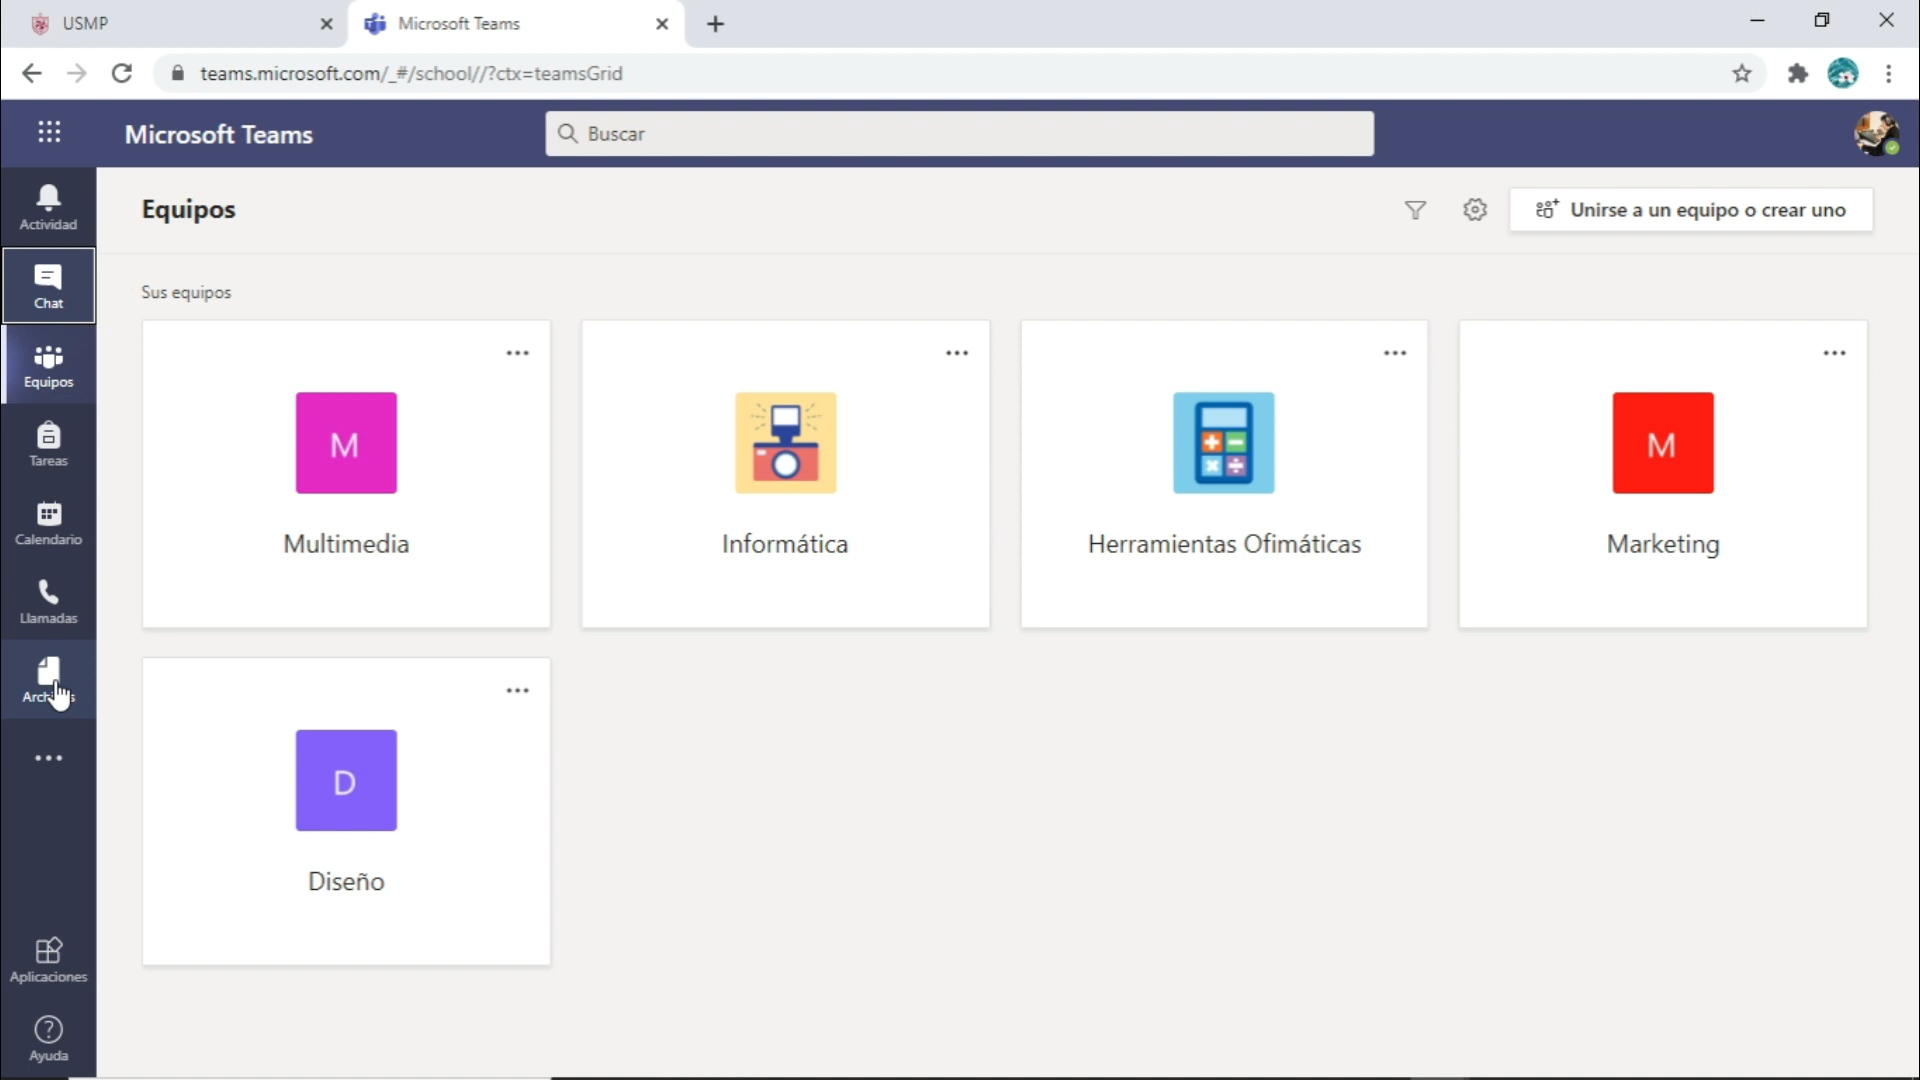 USMP
Microsoft Teams
teams.microsoft.com/_#/school//?ctx=teamsGrid
Microsoft Teams
Buscar
Actividad
Chat
Equipos
Tareas
Calendario
Llamadas
Aplicaciones
Ayuda
Equipos
Unirse a un equipo o crear uno
Sus equipos
M
Multimedia
Informática
Herramientas Ofimáticas
M
Marketing
D
Diseño